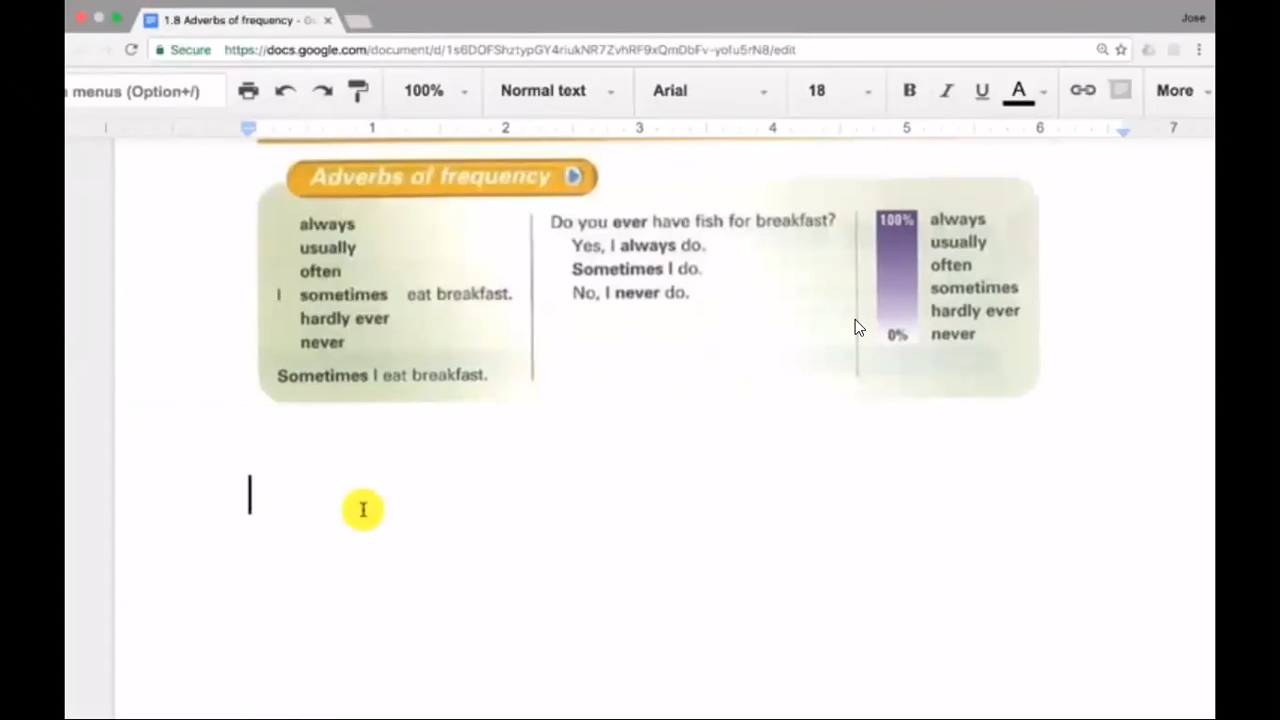 1.8 Adverbs of frequency - Go
Jose
Secure https://docs.google.com/document/d/1s6DOFShztypGY4riukNR7ZvhRF9xQmDbFv-yofu5rN8/edit
menus (Option+/) 100% Normal text Arial 18 B I U A More
1 2 3 4 5 6 7
Adverbs of frequency
always
usually
often
I sometimes eat breakfast.
hardly ever
never
Sometimes I eat breakfast.
Do you ever have fish for breakfast?
Yes, I always do.
Sometimes I do.
No, I never do.
100% always
usually
often
sometimes
hardly ever
0% never